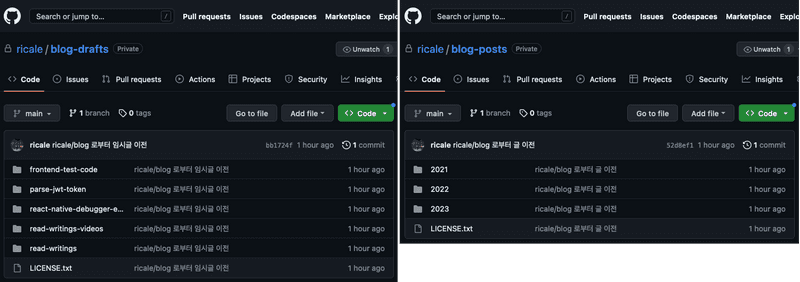 Search or jump to... / Pull requests Issues Codespaces Marketplace Explo
ricale / blog-drafts Private Unwatch 1
Code Issues Pull requests Actions Projects Security Insights
main 1 branch 0 tags Go to file Add file Code
ricale ricale/blog 로부터 임시글 이전 bb1724f 1 hour ago 1 commit
frontend-test-code ricale/blog 로부터 임시글 이전 1 hour ago
parse-jwt-token ricale/blog 로부터 임시글 이전 1 hour ago
react-native-debugger-e... ricale/blog 로부터 임시글 이전 1 hour ago
read-writings-videos ricale/blog 로부터 임시글 이전 1 hour ago
read-writings ricale/blog 로부터 임시글 이전 1 hour ago
LICENSE.txt ricale/blog 로부터 임시글 이전 1 hour ago
Search or jump to... / Pull requests Issues Codespaces Marketplace Explo
ricale / blog-posts Private Unwatch 1
Code Issues Pull requests Actions Projects Security Insights
main 1 branch 0 tags Go to file Add file Code
ricale ricale/blog 로부터 글 이전 52d8ef1 1 hour ago 1 commit
2021 ricale/blog 로부터 글 이전 1 hour ago
2022 ricale/blog 로부터 글 이전 1 hour ago
2023 ricale/blog 로부터 글 이전 1 hour ago
LICENSE.txt ricale/blog 로부터 글 이전 1 hour ago